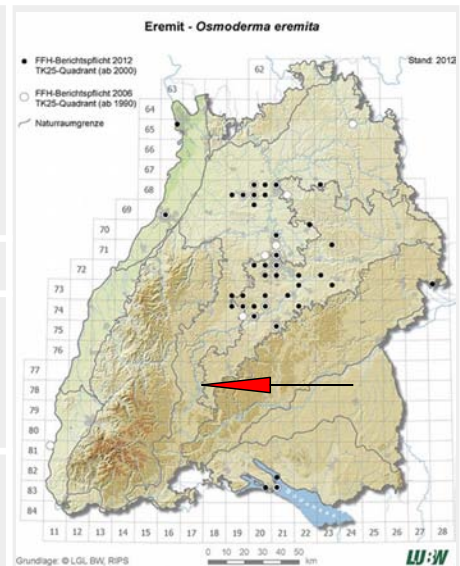 Eremit - Osmoderma eremita
FFH-Berichtspflicht 2012
TK25-Quadrant (ab 2000)
Stand: 2012
FFH-Berichtspflicht 2006
TK25-Quadrant (ab 1990)
Naturraumgrenze
62
63
64
65
66
67
68
69
70
71
72
73
74
75
76
77
78
79
80
81
82
83
84
11 12 13 14 15 16 17 18 19 20 21 22 23 24 25 26 27 28
0 10 20 30 40 50
km
Grundlage: © LGL BW, RIPS
LUBW